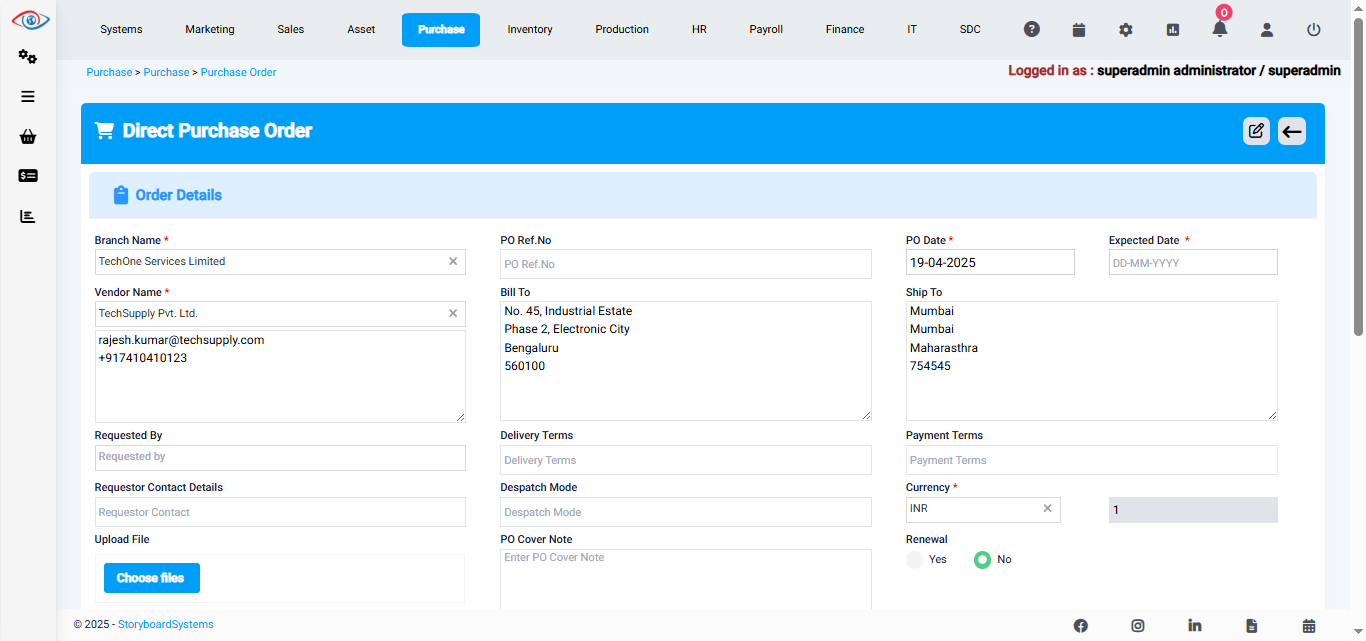 Systems Marketing Sales Asset Purchase Inventory Production HR Payroll Finance IT SDC 0
Purchase > Purchase > Purchase Order
Logged in as : superadmin administrator / superadmin
Direct Purchase Order
Order Details
Branch Name *
TechOne Services Limited
PO Ref.No
PO Ref.No
PO Date *
19-04-2025
Expected Date *
DD-MM-YYYY
Vendor Name *
TechSupply Pvt. Ltd.
rajesh.kumar@techsupply.com
+917410410123
Bill To
No. 45, Industrial Estate
Phase 2, Electronic City
Bengaluru
560100
Ship To
Mumbai
Mumbai
Maharasthra
754545
Requested By
Requested by
Delivery Terms
Delivery Terms
Payment Terms
Payment Terms
Requestor Contact Details
Requestor Contact
Despatch Mode
Despatch Mode
Currency *
INR
1
Upload File
Choose files
PO Cover Note
Enter PO Cover Note
Renewal
Yes No
© 2025 - StoryboardSystems